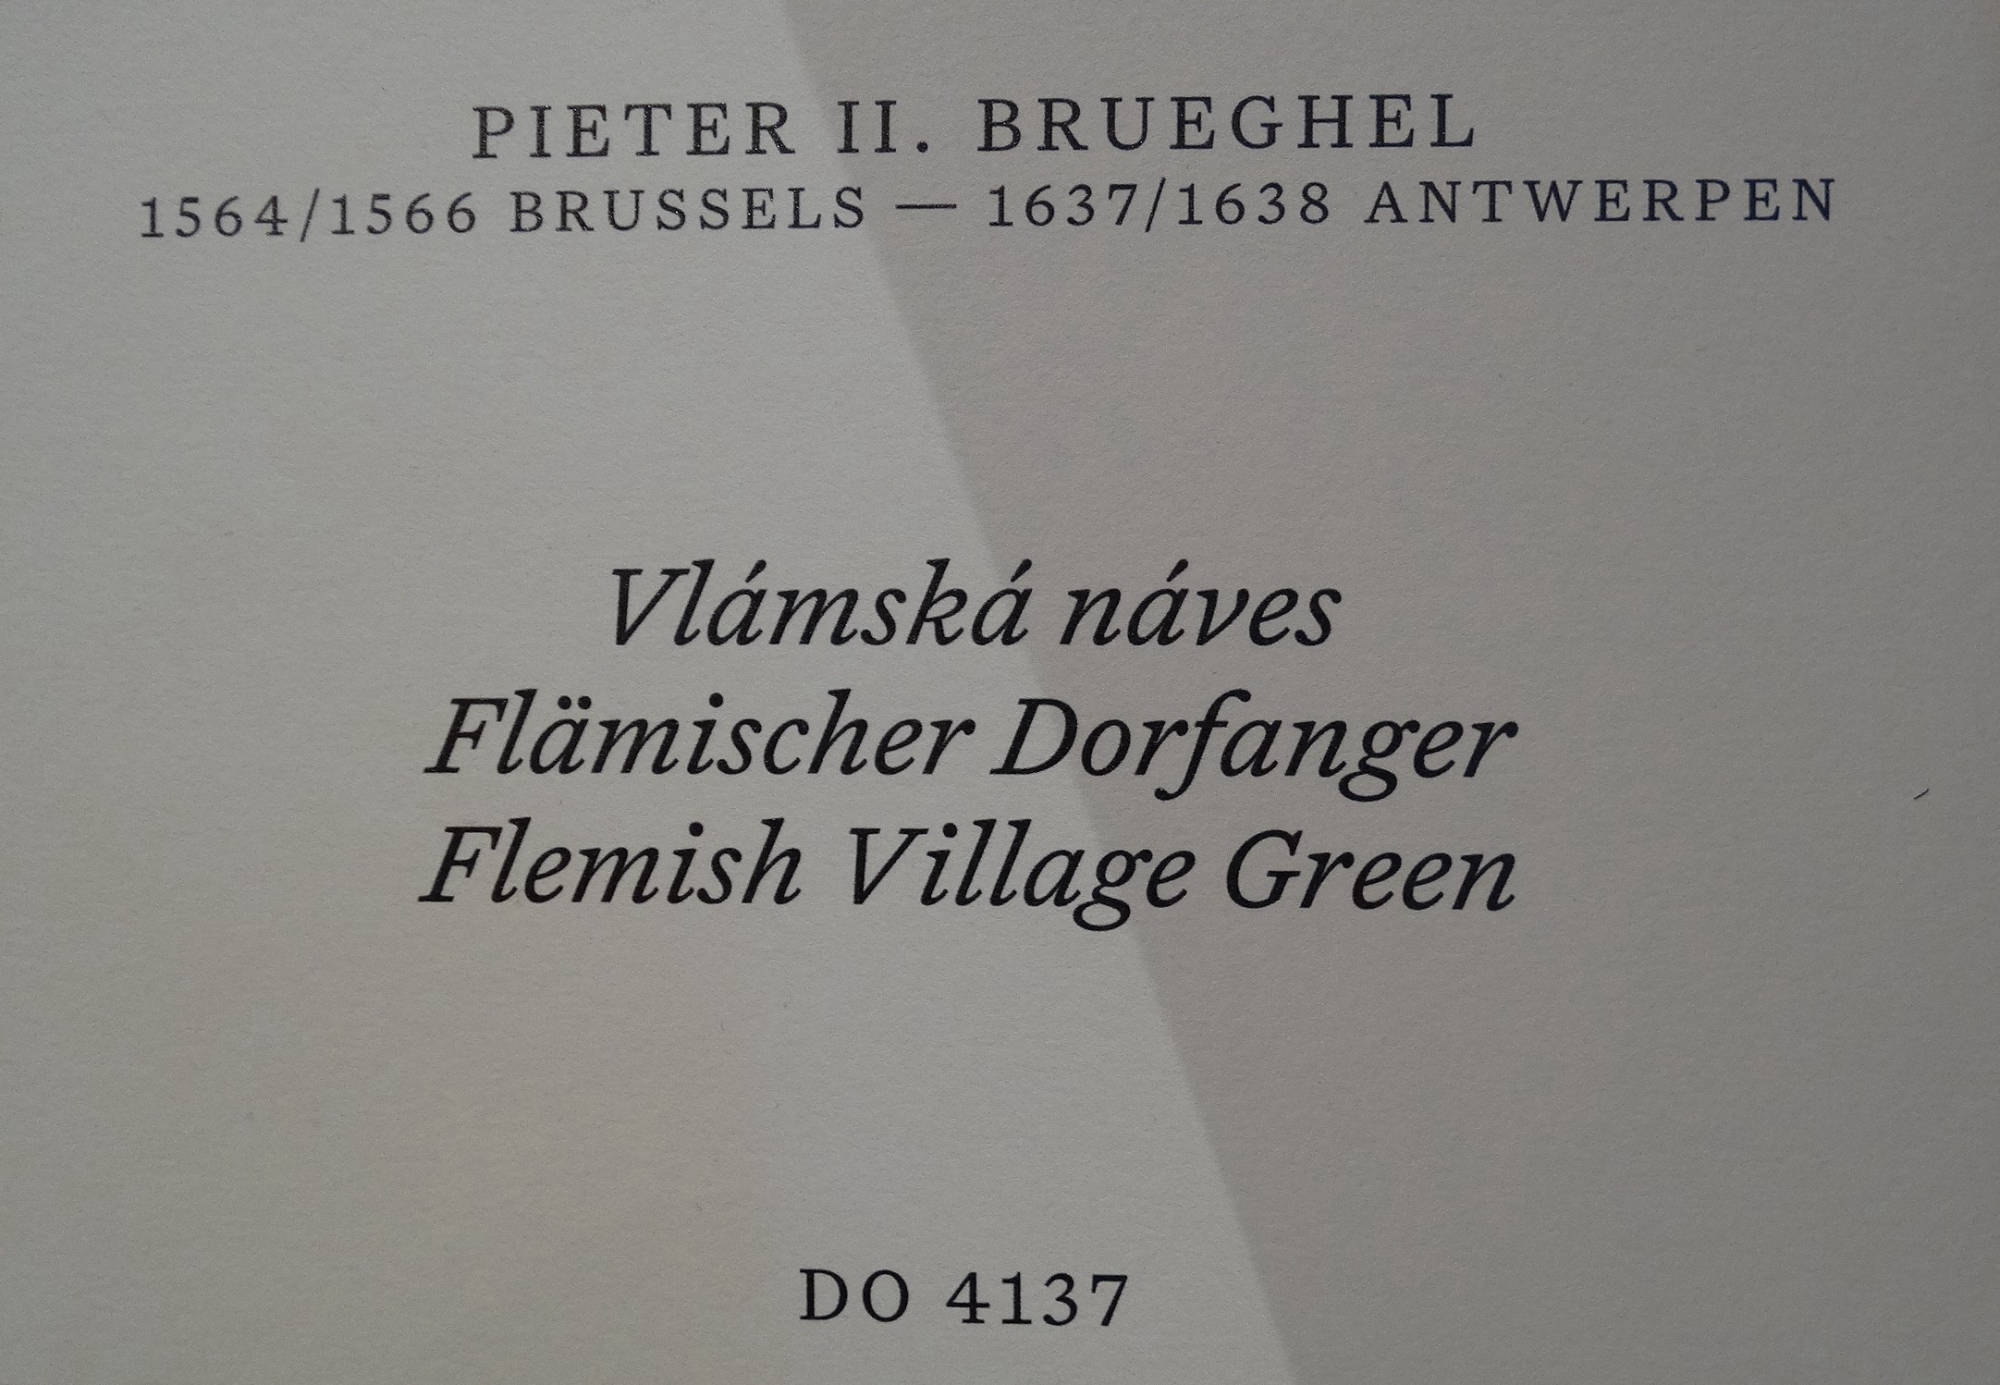 PIETER II. BRUEGHEL
1564/1566 BRUSSELS — 1637/1638 ANTWERPEN
Vlámská náves
Flämischer Dorfanger
Flemish Village Green
DO 4137